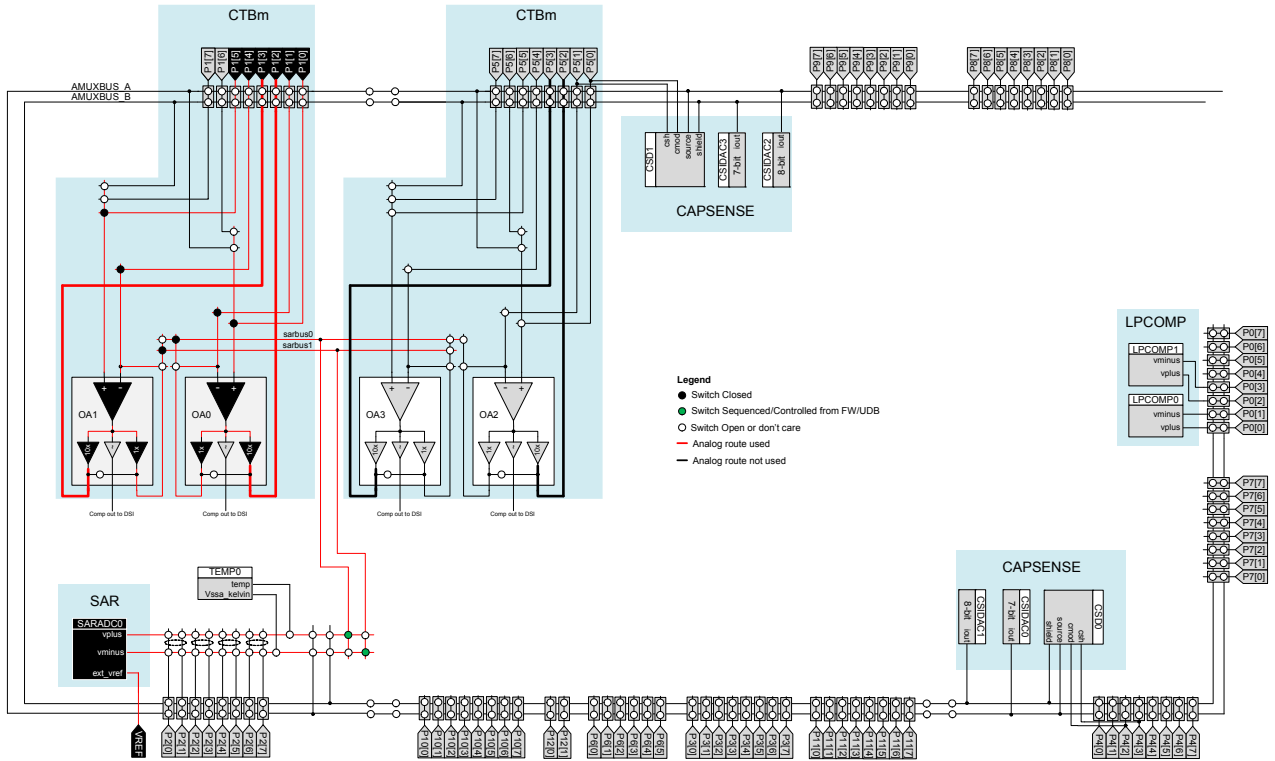 CTBm
CTBm
P1[7]
P1[6]
P1[5]
P1[4]
P1[3]
P1[2]
P1[1]
P1[0]
P5[7]
P5[6]
P5[5]
P5[4]
P5[3]
P5[2]
P5[1]
P5[0]
P9[7]
P9[6]
P9[5]
P9[4]
P9[3]
P9[2]
P9[1]
P9[0]
P8[7]
P8[6]
P8[5]
P8[4]
P8[3]
P8[2]
P8[1]
P8[0]
AMUXBUS_A
AMUXBUS_B
CSD1
csh
cmod
source
shield
CSIDAC3
7-bit iout
CSIDAC2
8-bit iout
CAPSENSE
sarbus0
sarbus1
OA1
+
-
10x
-
1x
OA0
-
+
1x
-
10x
OA3
+
-
10x
-
1x
OA2
-
+
1x
-
10x
Comp out to DSI
Comp out to DSI
Comp out to DSI
Comp out to DSI
Legend
Switch Closed
Switch Sequenced/Controlled from FW/UDB
Switch Open or don't care
Analog route used
Analog route not used
LPCOMP
LPCOMP1
vminus
vplus
LPCOMP0
vminus
vplus
P0[7]
P0[6]
P0[5]
P0[4]
P0[3]
P0[2]
P0[1]
P0[0]
P7[7]
P7[6]
P7[5]
P7[4]
P7[3]
P7[2]
P7[1]
P7[0]
TEMP0
temp
Vssa_kelvin
SAR
SARADC0
vplus
vminus
ext_vref
VREF
CAPSENSE
CSIDAC1
8-bit iout
CSIDAC0
7-bit iout
CSD0
shield
source
cmod
csh
P2[0]
P2[1]
P2[2]
P2[3]
P2[4]
P2[5]
P2[6]
P2[7]
P10[0]
P10[1]
P10[2]
P10[3]
P10[4]
P10[5]
P10[6]
P10[7]
P12[0]
P12[1]
P6[0]
P6[1]
P6[2]
P6[3]
P6[4]
P6[5]
P3[0]
P3[1]
P3[2]
P3[3]
P3[4]
P3[5]
P3[6]
P3[7]
P11[0]
P11[1]
P11[2]
P11[3]
P11[4]
P11[5]
P11[6]
P11[7]
P4[0]
P4[1]
P4[2]
P4[3]
P4[4]
P4[5]
P4[6]
P4[7]